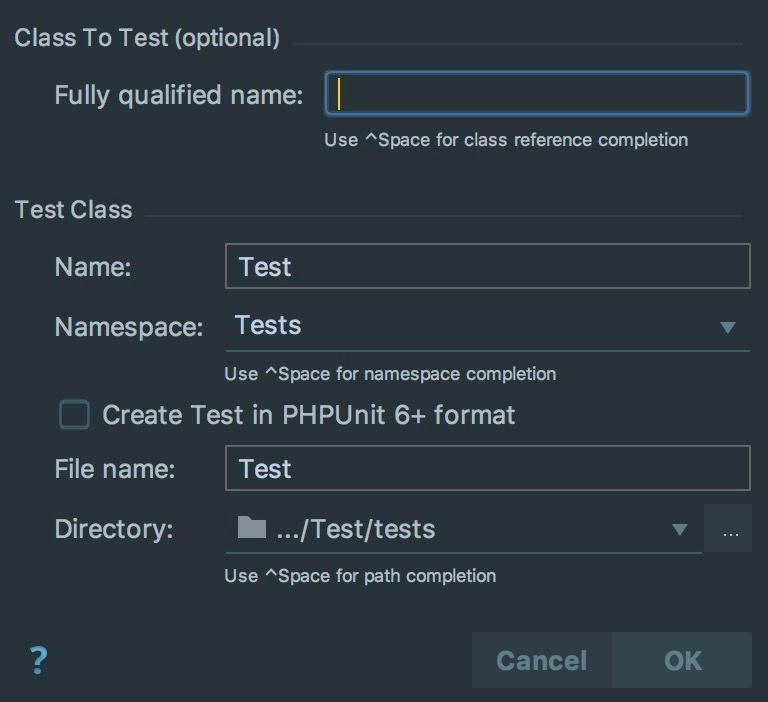 Class To Test (optional)
Fully qualified name:
Use ^Space for class reference completion
Test Class
Name: Test
Namespace: Tests
Use ^Space for namespace completion
Create Test in PHPUnit 6+ format
File name: Test
Directory: .../Test/tests ...
Use ^Space for path completion
? Cancel OK